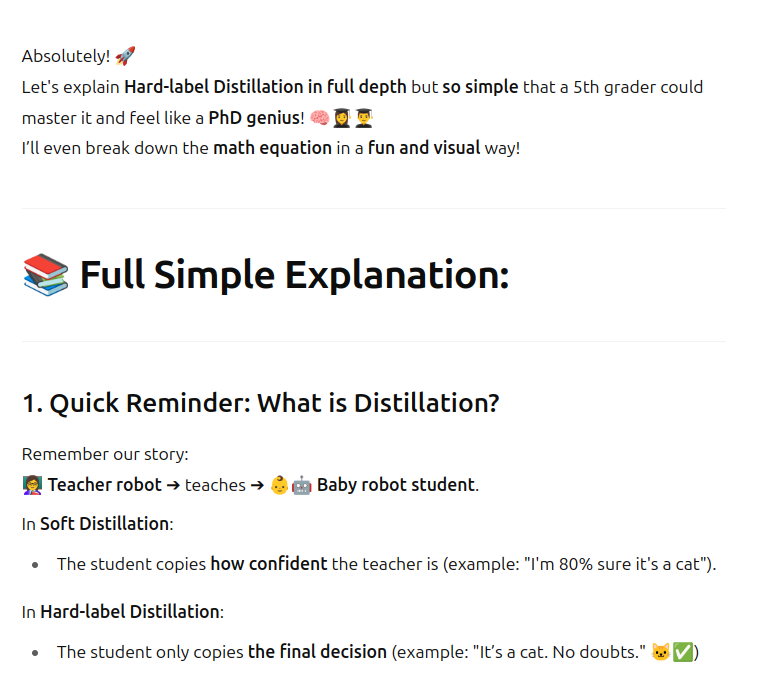 Absolutely! 🚀
Let's explain Hard-label Distillation in full depth but so simple that a 5th grader could
master it and feel like a PhD genius! 🧠👩‍🎓👨‍🎓
I’ll even break down the math equation in a fun and visual way!
📚 Full Simple Explanation:
1. Quick Reminder: What is Distillation?
Remember our story:
👩‍🏫 Teacher robot ➔ teaches ➔ 👶🤖 Baby robot student.
In Soft Distillation:
• The student copies how confident the teacher is (example: "I'm 80% sure it's a cat").
In Hard-label Distillation:
• The student only copies the final decision (example: "It’s a cat. No doubts." 🐱✅)